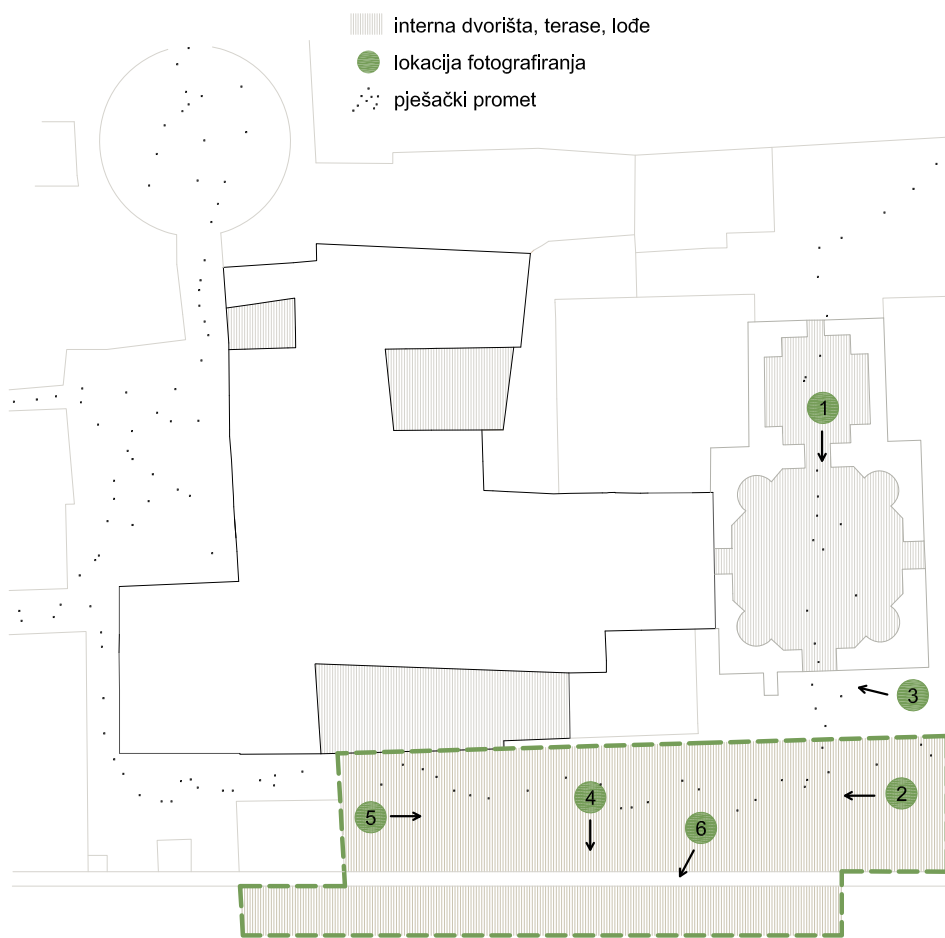 interna dvorišta, terase, lođe
lokacija fotografiranja
pješački promet
1
3
2
4
5
6